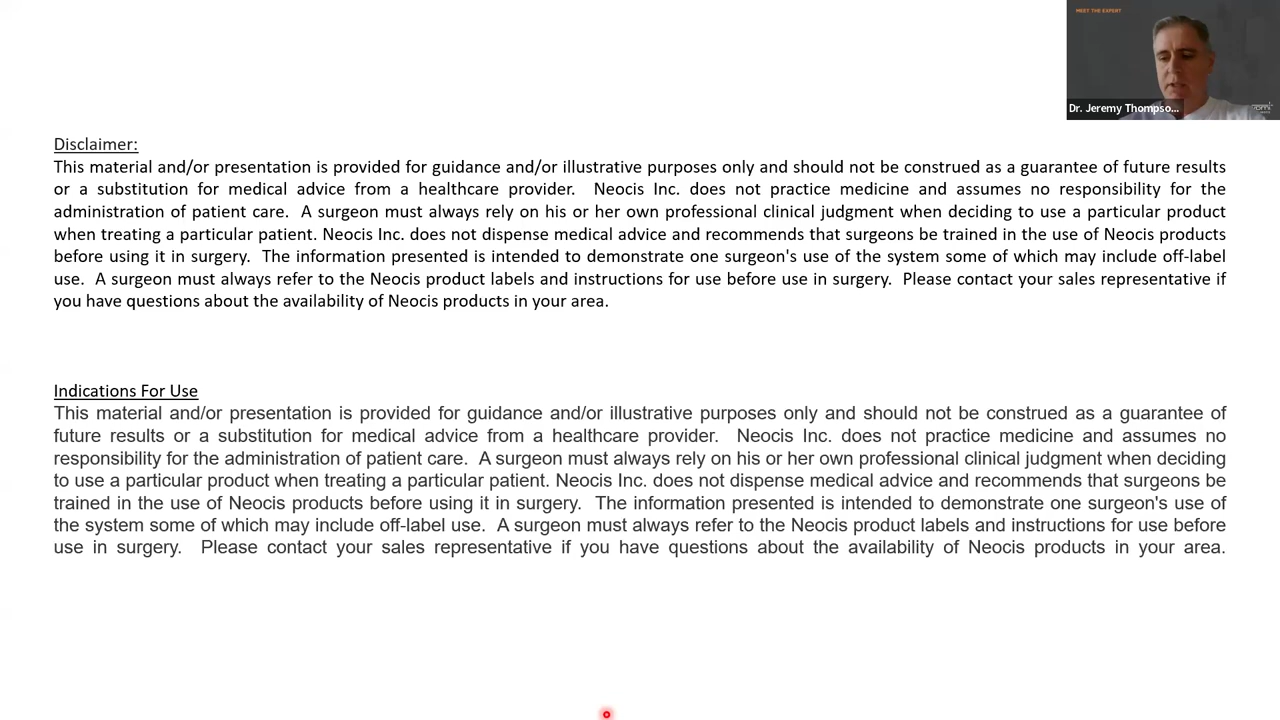 MEET THE EXPERT
Dr. Jeremy Thompso...
Disclaimer:
This material and/or presentation is provided for guidance and/or illustrative purposes only and should not be construed as a guarantee of future results
or a substitution for medical advice from a healthcare provider. Neocis Inc. does not practice medicine and assumes no responsibility for the
administration of patient care. A surgeon must always rely on his or her own professional clinical judgment when deciding to use a particular product
when treating a particular patient. Neocis Inc. does not dispense medical advice and recommends that surgeons be trained in the use of Neocis products
before using it in surgery. The information presented is intended to demonstrate one surgeon's use of the system some of which may include off-label
use. A surgeon must always refer to the Neocis product labels and instructions for use before use in surgery. Please contact your sales representative if
you have questions about the availability of Neocis products in your area.
Indications For Use
This material and/or presentation is provided for guidance and/or illustrative purposes only and should not be construed as a guarantee of
future results or a substitution for medical advice from a healthcare provider. Neocis Inc. does not practice medicine and assumes no
responsibility for the administration of patient care. A surgeon must always rely on his or her own professional clinical judgment when deciding
to use a particular product when treating a particular patient. Neocis Inc. does not dispense medical advice and recommends that surgeons be
trained in the use of Neocis products before using it in surgery. The information presented is intended to demonstrate one surgeon's use of
the system some of which may include off-label use. A surgeon must always refer to the Neocis product labels and instructions for use before
use in surgery. Please contact your sales representative if you have questions about the availability of Neocis products in your area.